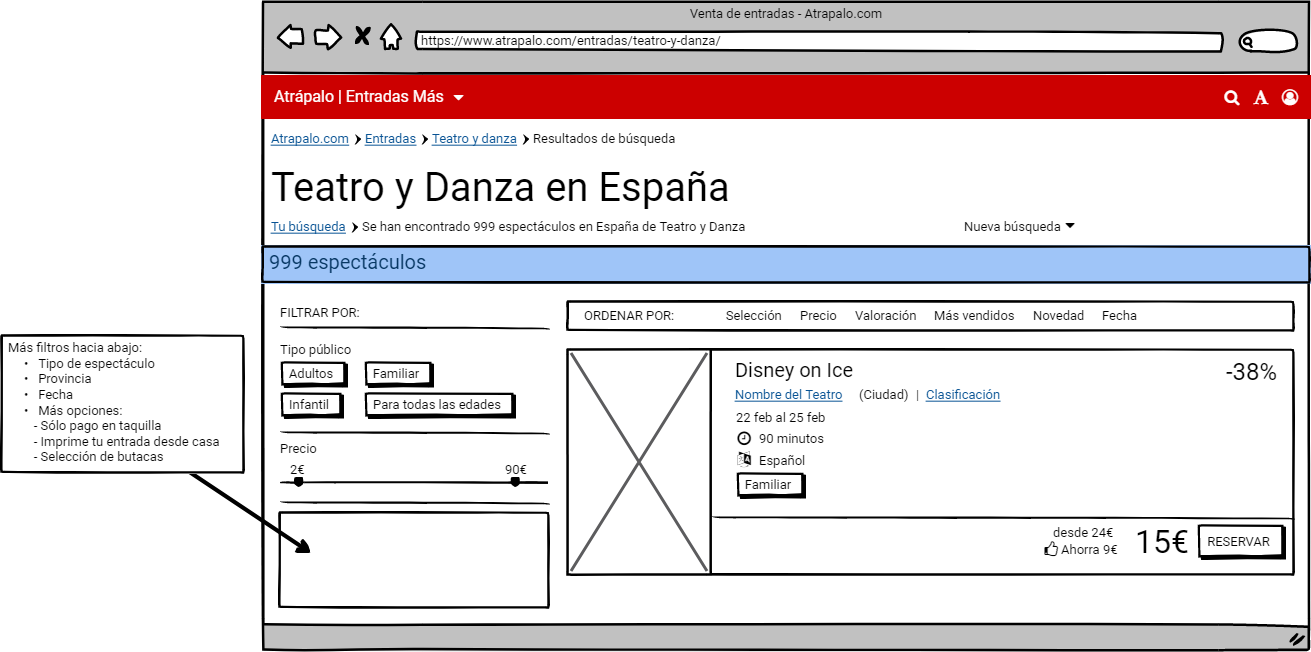 Venta de entradas - Atrapalo.com
https://www.atrapalo.com/entradas/teatro-y-danza/
Atrápalo | Entradas Más
A
Atrapalo.com Entradas Teatro y danza Resultados de búsqueda
Teatro y Danza en España
Tu búsqueda Se han encontrado 999 espectáculos en España de Teatro y Danza
Nueva búsqueda
999 espectáculos
Más filtros hacia abajo:
• Tipo de espectáculo
• Provincia
• Fecha
• Más opciones:
- Sólo pago en taquilla
- Imprime tu entrada desde casa
- Selección de butacas
FILTRAR POR:
Tipo público
Adultos Familiar
Infantil Para todas las edades
Precio
2€ 90€
ORDENAR POR: Selección Precio Valoración Más vendidos Novedad Fecha
Disney on Ice
-38%
Nombre del Teatro (Ciudad) | Clasificación
22 feb al 25 feb
90 minutos
Español
Familiar
desde 24€
Ahorra 9€
15€
RESERVAR